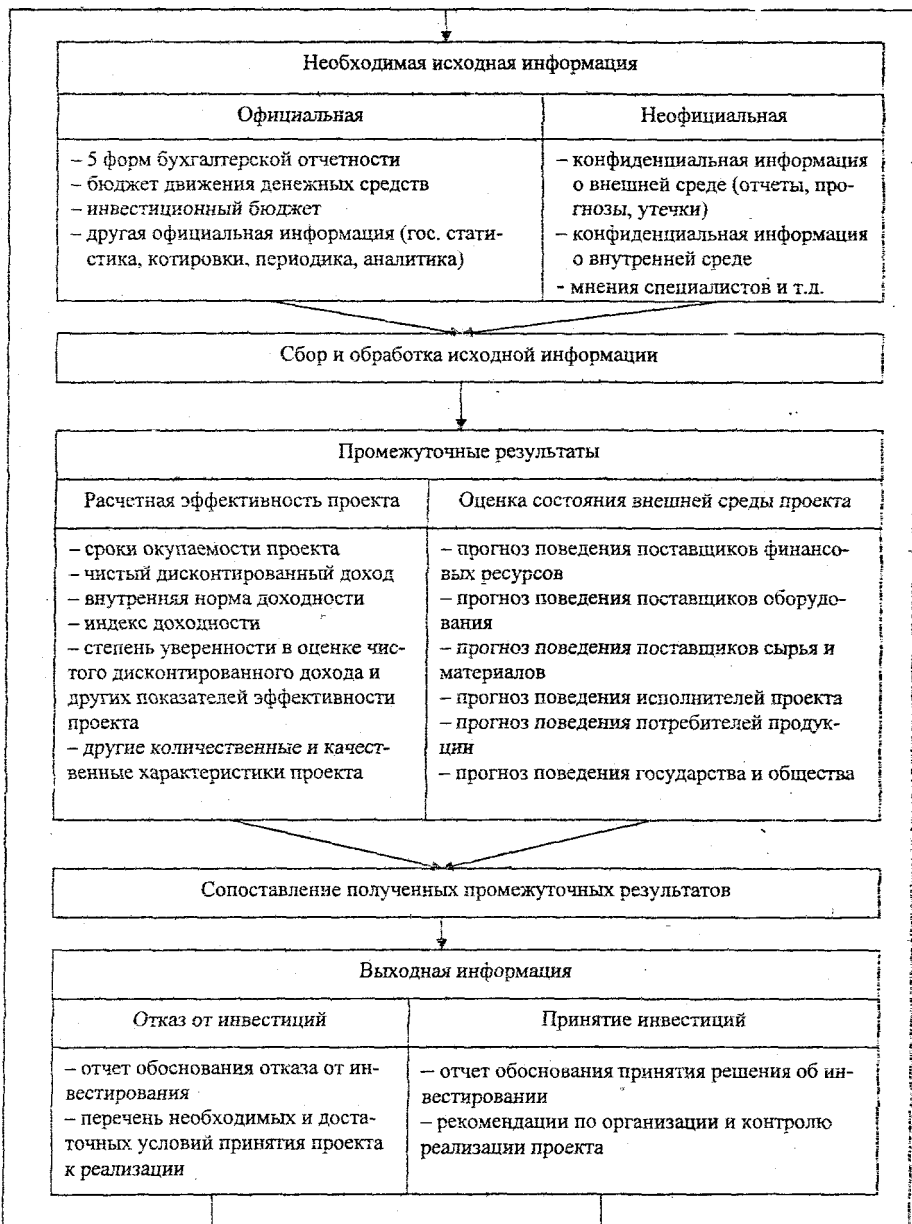 Необходимая исходная информация
Официальная
– 5 форм бухгалтерской отчетности
– бюджет движения денежных средств
– инвестиционный бюджет
– другая официальная информация (гос. стати-
стика, котировки, периодика, аналитика)
Неофициальная
– конфиденциальная информация
о внешней среде (отчеты, про-
гнозы, утечки)
– конфиденциальная информация
о внутренней среде
- мнения специалистов и т.д.
Сбор и обработка исходной информации
Промежуточные результаты
Расчетная эффективность проекта
– сроки окупаемости проекта
– чистый дисконтированный доход
– внутренняя норма доходности
– индекс доходности
– степень уверенности в оценке чис-
того дисконтированного дохода и
других показателей эффективности
проекта
– другие количественные и качест-
венные характеристики проекта
Оценка состояния внешней среды проекта
– прогноз поведения поставщиков финансо-
вых ресурсов
– прогноз поведения поставщиков оборудо-
вания
– прогноз поведения поставщиков сырья и
материалов
– прогноз поведения исполнителей проекта
– прогноз поведения потребителей продук-
ции
– прогноз поведения государства и общества
Сопоставление полученных промежуточных результатов
Выходная информация
Отказ от инвестиций
– отчет обоснования отказа от ин-
вестирования
– перечень необходимых и доста-
точных условий принятия проекта
к реализации
Принятие инвестиций
– отчет обоснования принятия решения об ин-
вестировании
– рекомендации по организации и контролю
реализации проекта